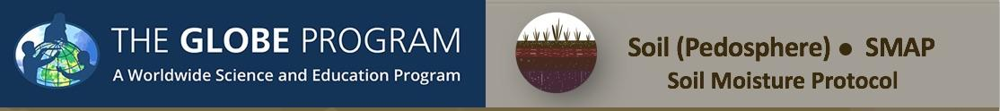 THE GLOBE PROGRAM
A Worldwide Science and Education Program
Soil (Pedosphere) ● SMAP
Soil Moisture Protocol